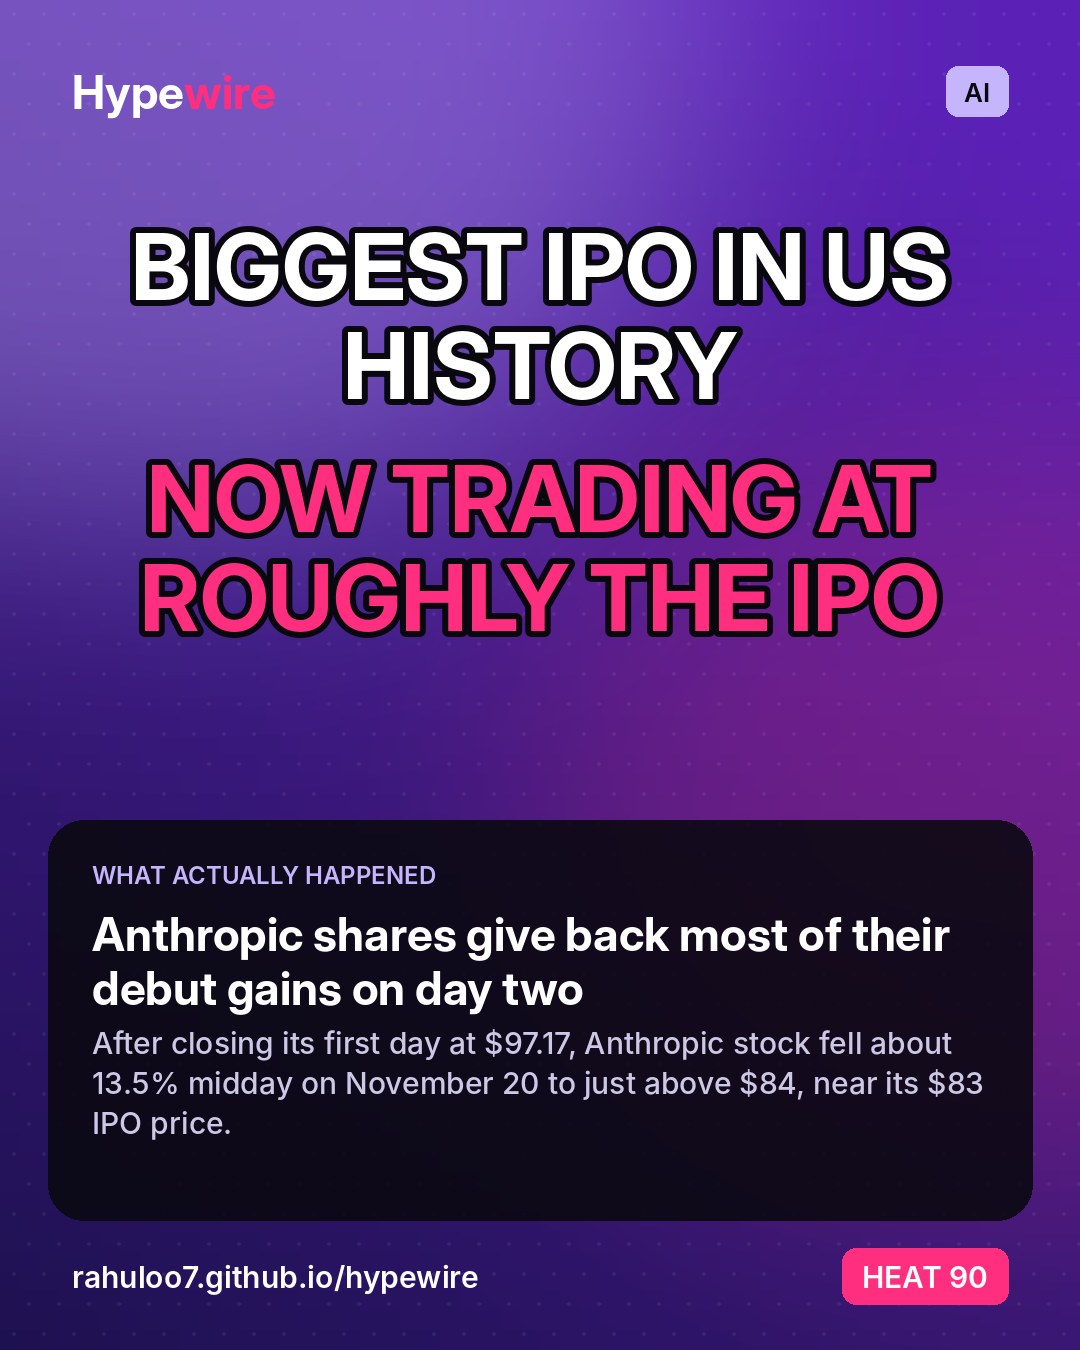 Hypewire
AI
BIGGEST IPO IN US
HISTORY
NOW TRADING AT
ROUGHLY THE IPO
WHAT ACTUALLY HAPPENED
Anthropic shares give back most of their
debut gains on day two
After closing its first day at $97.17, Anthropic stock fell about
13.5% midday on November 20 to just above $84, near its $83
IPO price.
rahuloo7.github.io/hypewire
HEAT 90